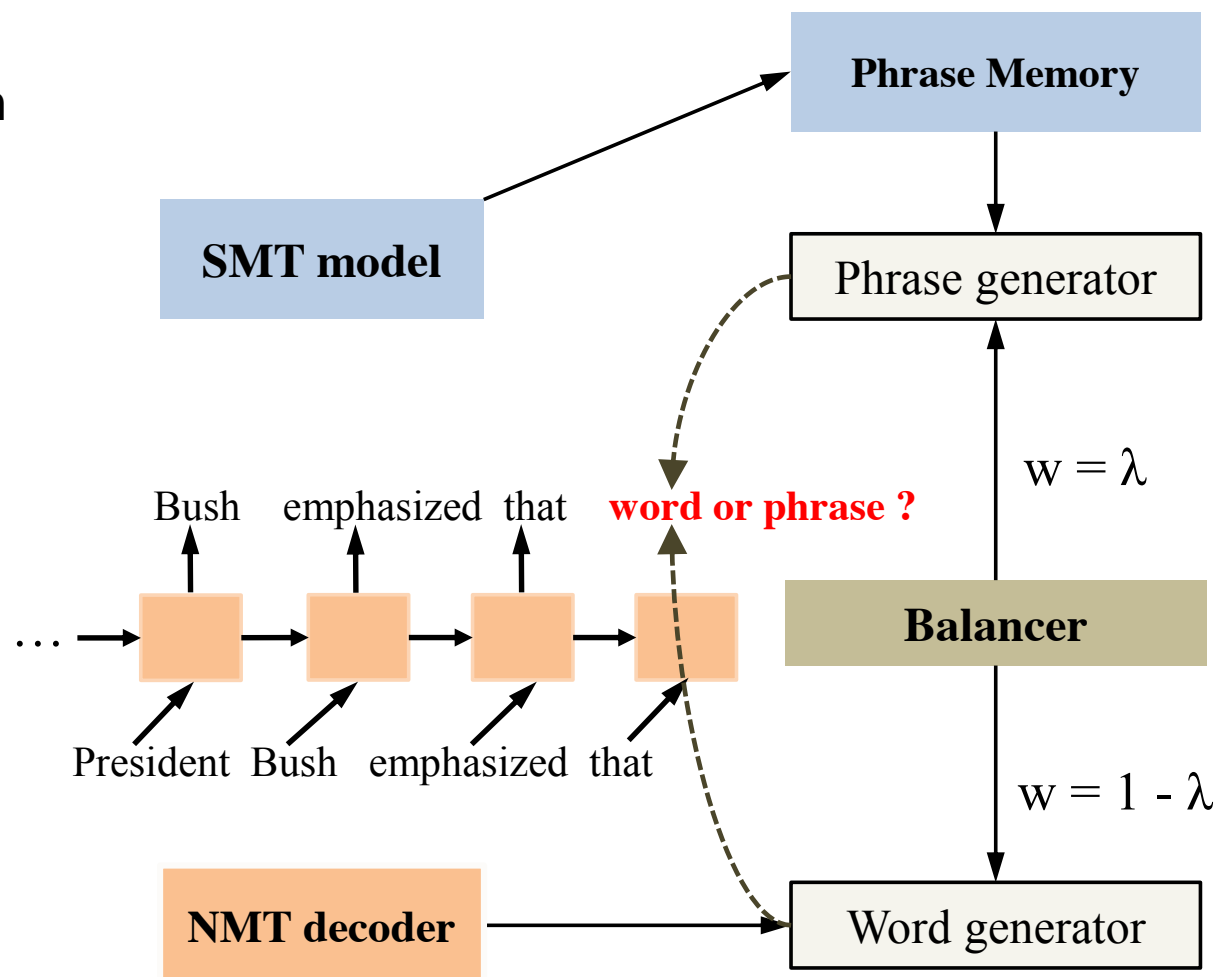 n
Phrase Memory
SMT model
Phrase generator
w = λ
Bush emphasized that word or phrase ?
Balancer
...
President Bush emphasized that
w = 1 - λ
NMT decoder
Word generator